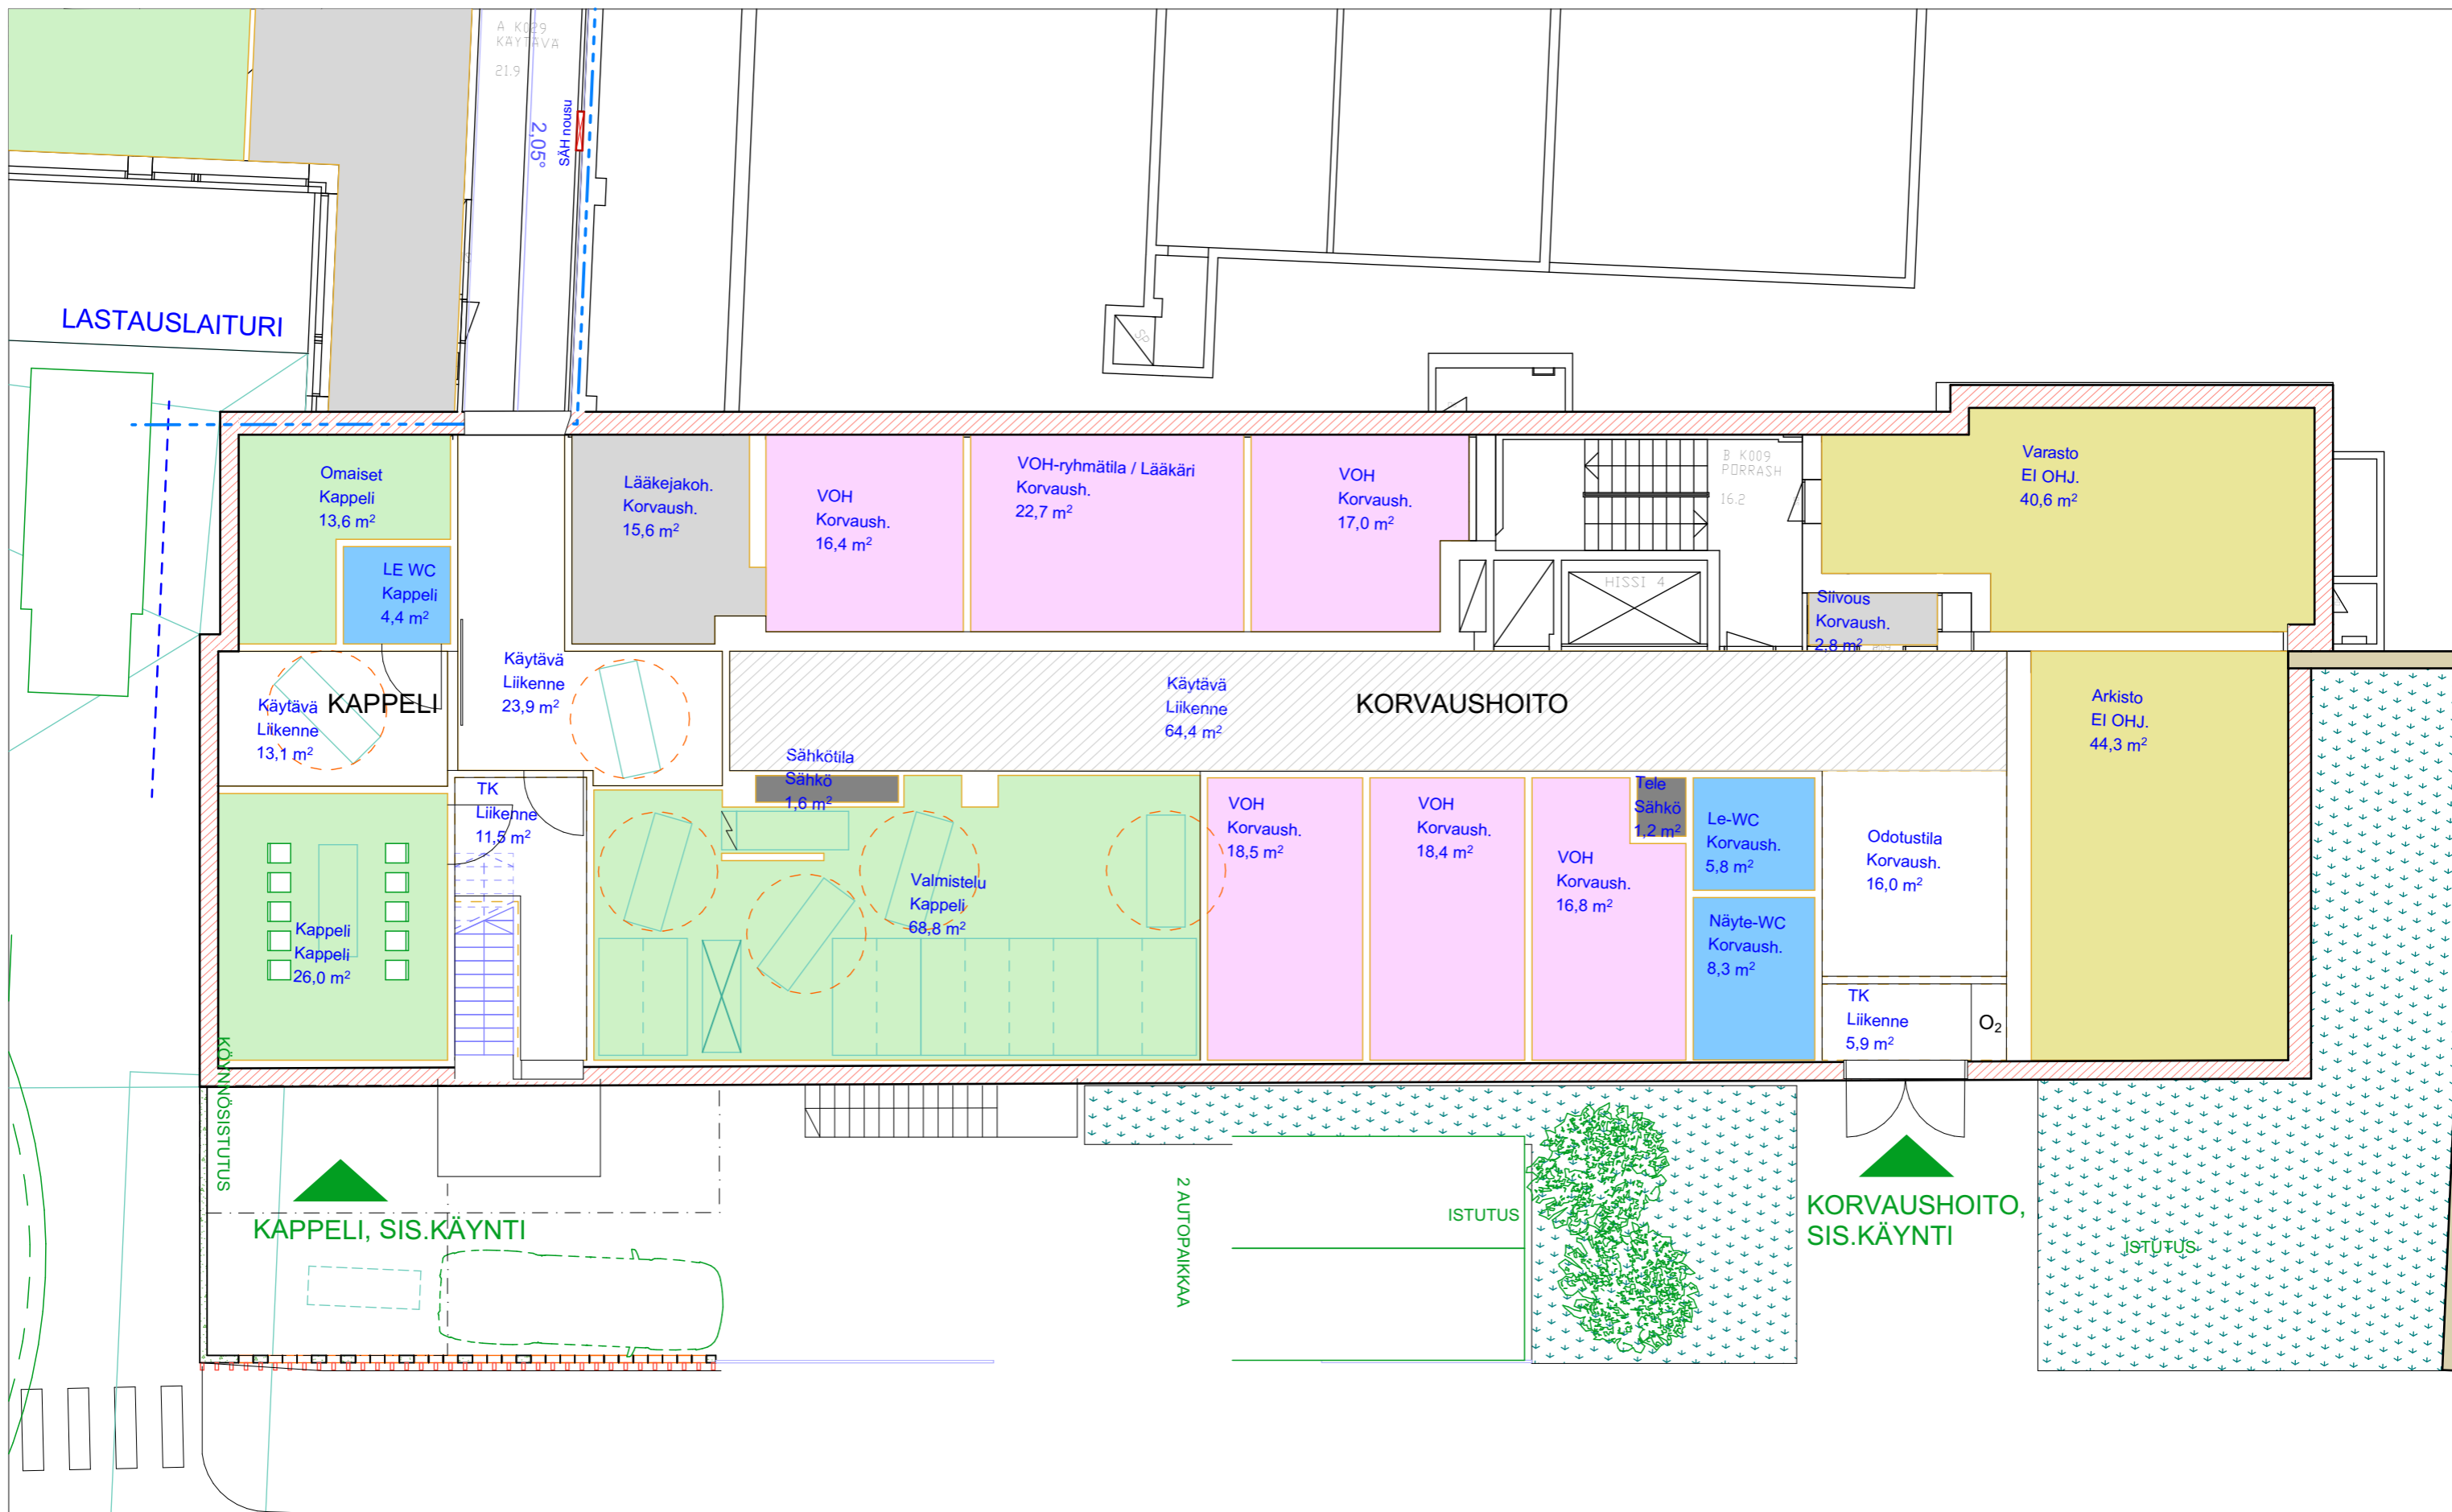 A K029
KÄYTÄVÄ
21.9
2,05°
SÄH nousu
LASTAUSLAITURI
Omaiset
Kappeli
13,6 m²
LE WC
Kappeli
4,4 m²
Lääkejakoh.
Korvaush.
15,6 m²
VOH
Korvaush.
16,4 m²
VOH-ryhmätila / Lääkäri
Korvaush.
22,7 m²
VOH
Korvaush.
17,0 m²
B K009
PORRASH
16.2
HISSI 4
Varasto
EI OHJ.
40,6 m²
Siivous
Korvaush.
2,8 m²
Käytävä
Liikenne
13,1 m²
KAPPELI
Käytävä
Liikenne
23,9 m²
Käytävä
Liikenne
64,4 m²
KORVAUSHOITO
Arkisto
EI OHJ.
44,3 m²
TK
Liikenne
11,5 m²
Sähkötila
Sähkö
1,6 m²
Kappeli
Kappeli
26,0 m²
Valmistelu
Kappeli
68,8 m²
VOH
Korvaush.
18,5 m²
VOH
Korvaush.
18,4 m²
VOH
Korvaush.
16,8 m²
Tele
Sähkö
1,2 m²
Le-WC
Korvaush.
5,8 m²
Näyte-WC
Korvaush.
8,3 m²
Odotustila
Korvaush.
16,0 m²
TK
Liikenne
5,9 m²
O₂
KÖYNNÖSISTUTUS
KAPPELI, SIS.KÄYNTI
2 AUTOPAIKKAA
ISTUTUS
KORVAUSHOITO,
SIS.KÄYNTI
ISTUTUS